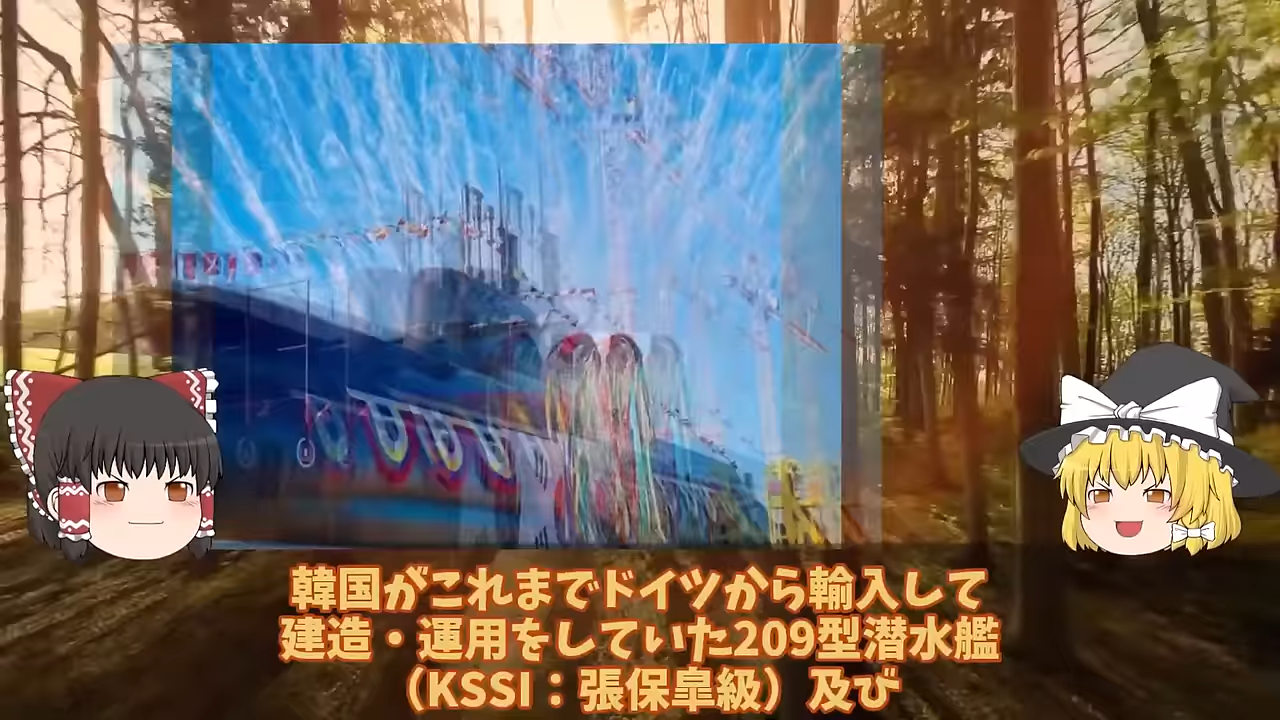 韓国がこれまでドイツから輸入して
建造・運用をしていた209型潜水艦
（KSSI：張保皐級）及び